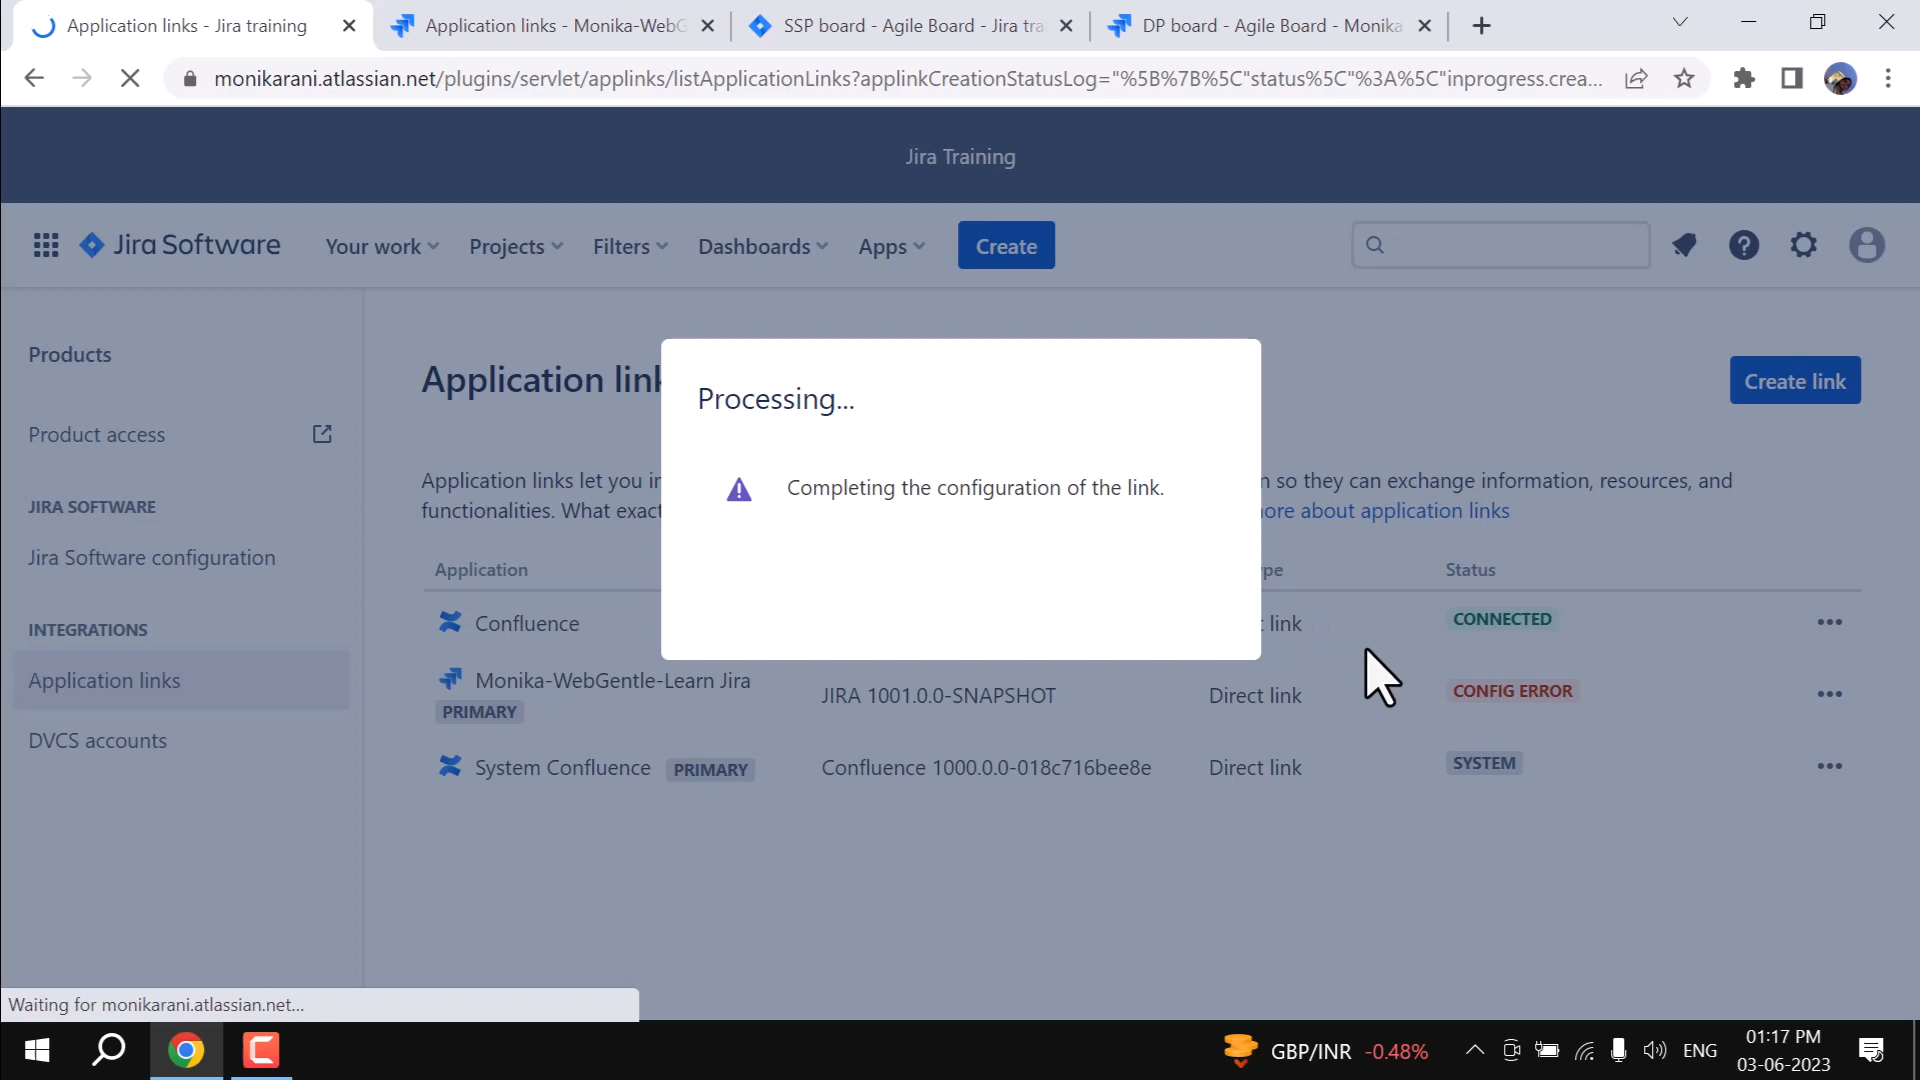 Application links - Jira training
Application links - Monika-WebG
SSP board - Agile Board - Jira tra
DP board - Agile Board - Monika
monikarani.atlassian.net/plugins/servlet/applinks/listApplicationLinks?applinkCreationStatusLog="%5B%7B%5C"status%5C"%3A%5C"inprogress.crea...
Jira Training
Jira Software
Your work
Projects
Filters
Dashboards
Apps
Create
Products
Product access
JIRA SOFTWARE
Jira Software configuration
INTEGRATIONS
Application links
DVCS accounts
Application link
Create link
Application links let you in
n so they can exchange information, resources, and
functionalities. What exact
ore about application links
Processing...
Completing the configuration of the link.
Application
pe
Status
Confluence
link
CONNECTED
Monika-WebGentle-Learn Jira
PRIMARY
JIRA 1001.0.0-SNAPSHOT
Direct link
CONFIG ERROR
System Confluence
PRIMARY
Confluence 1000.0.0-018c716bee8e
Direct link
SYSTEM
Waiting for monikarani.atlassian.net...
GBP/INR -0.48%
ENG
01:17 PM
03-06-2023